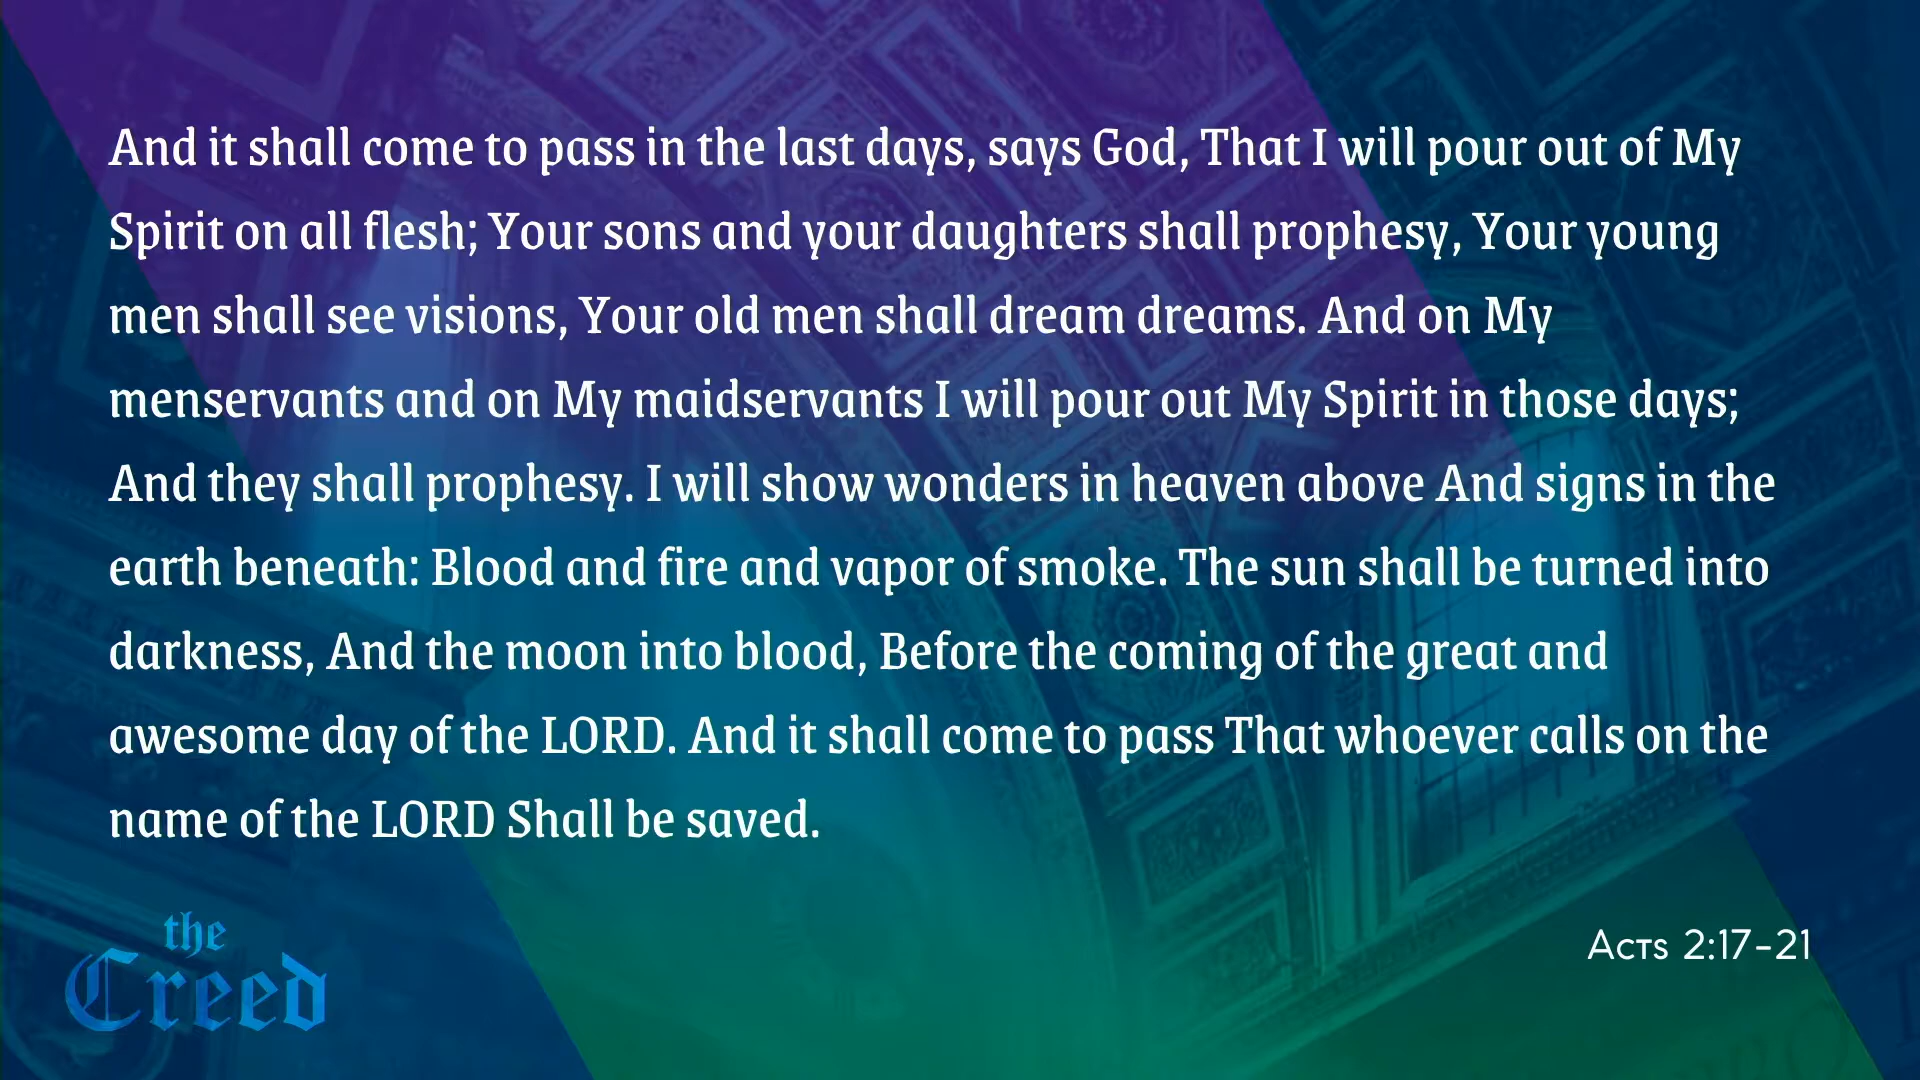 And it shall come to pass in the last days, says God, That I will pour out of My
Spirit on all flesh; Your sons and your daughters shall prophesy, Your young
men shall see visions, Your old men shall dream dreams. And on My
menservants and on My maidservants I will pour out My Spirit in those days;
And they shall prophesy. I will show wonders in heaven above And signs in the
earth beneath: Blood and fire and vapor of smoke. The sun shall be turned into
darkness, And the moon into blood, Before the coming of the great and
awesome day of the LORD. And it shall come to pass That whoever calls on the
name of the LORD Shall be saved.
the
Creed
Acts 2:17-21